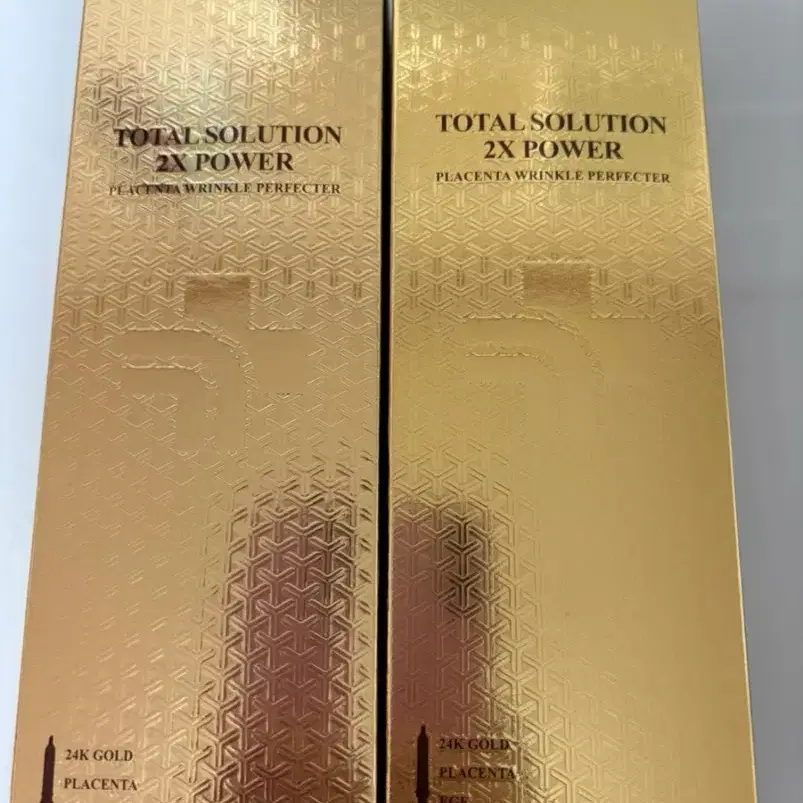 TOTAL SOLUTION
2X POWER
PLACENTA WRINKLE PERFECTER
24K GOLD
PLACENTA
TOTAL SOLUTION
2X POWER
PLACENTA WRINKLE PERFECTER
24K GOLD
PLACENTA
EGF